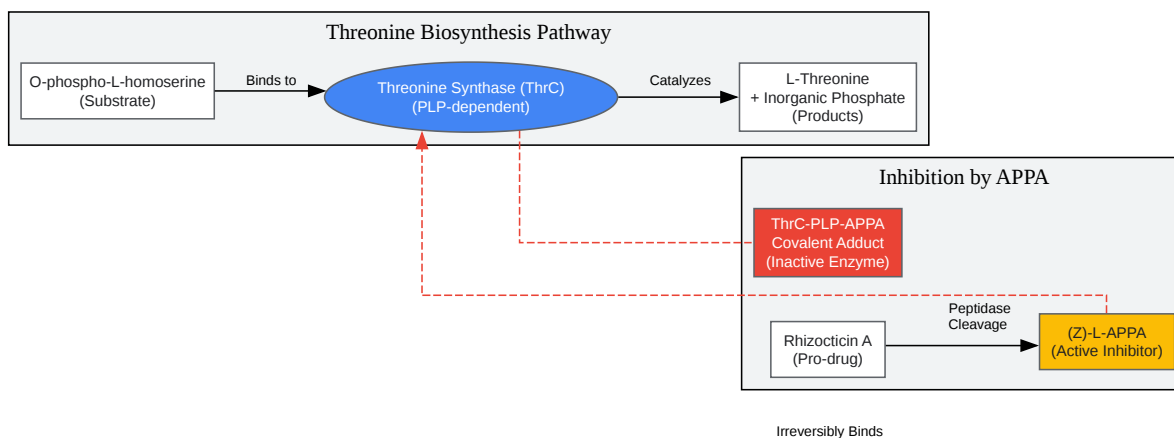 Threonine Biosynthesis Pathway
O-phospho-L-homoserine
(Substrate)
Binds to
Threonine Synthase (ThrC)
(PLP-dependent)
Catalyzes
L-Threonine
+ Inorganic Phosphate
(Products)
Inhibition by APPA
ThrC-PLP-APPA
Covalent Adduct
(Inactive Enzyme)
Rhizocticin A
(Pro-drug)
Peptidase
Cleavage
(Z)-L-APPA
(Active Inhibitor)
Irreversibly Binds